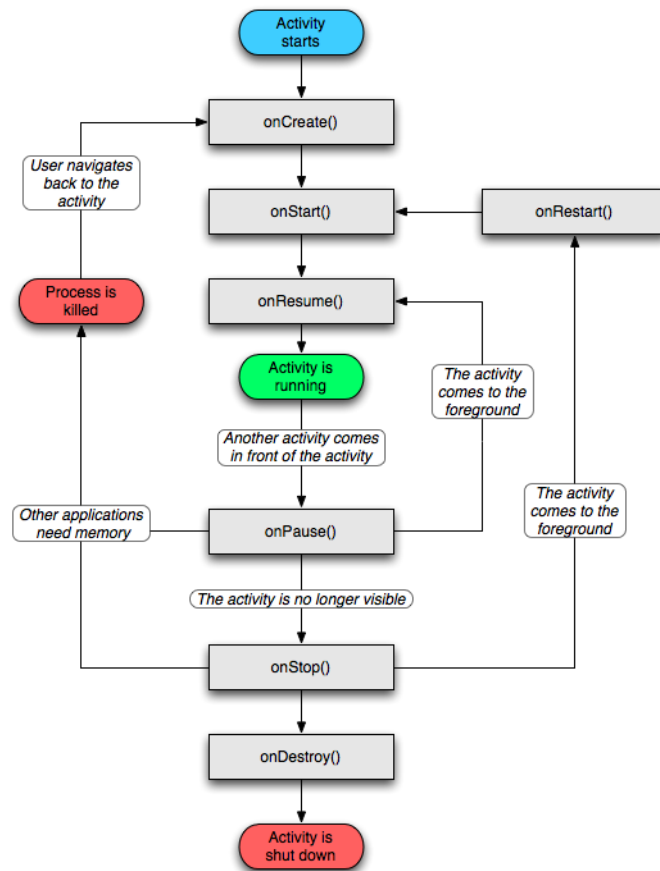 Activity
starts
onCreate()
User navigates
back to the
activity
onStart()
onRestart()
Process is
killed
onResume()
Activity is
running
The activity
comes to the
foreground
Another activity comes
in front of the activity
The activity
comes to the
foreground
Other applications
need memory
onPause()
The activity is no longer visible
onStop()
onDestroy()
Activity is
shut down